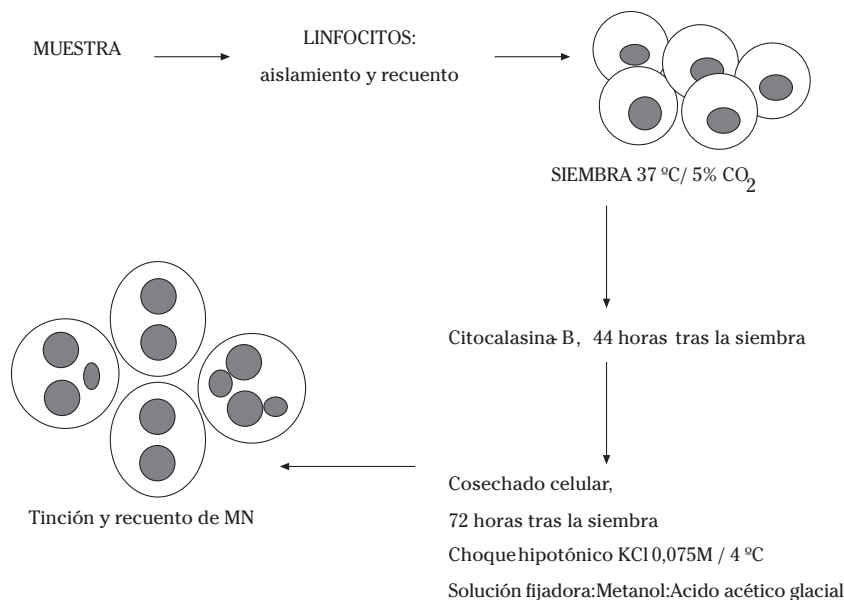 MUESTRA
LINFOCITOS:
aislamiento y recuento
SIEMBRA 37 ºC/ 5% CO2
Citocalasina-B, 44 horas tras la siembra
Cosechado celular,
72 horas tras la siembra
Choque hipotónico KCl 0,075M / 4 ºC
Solución fijadora:Metanol:Acido acético glacial
Tinción y recuento de MN